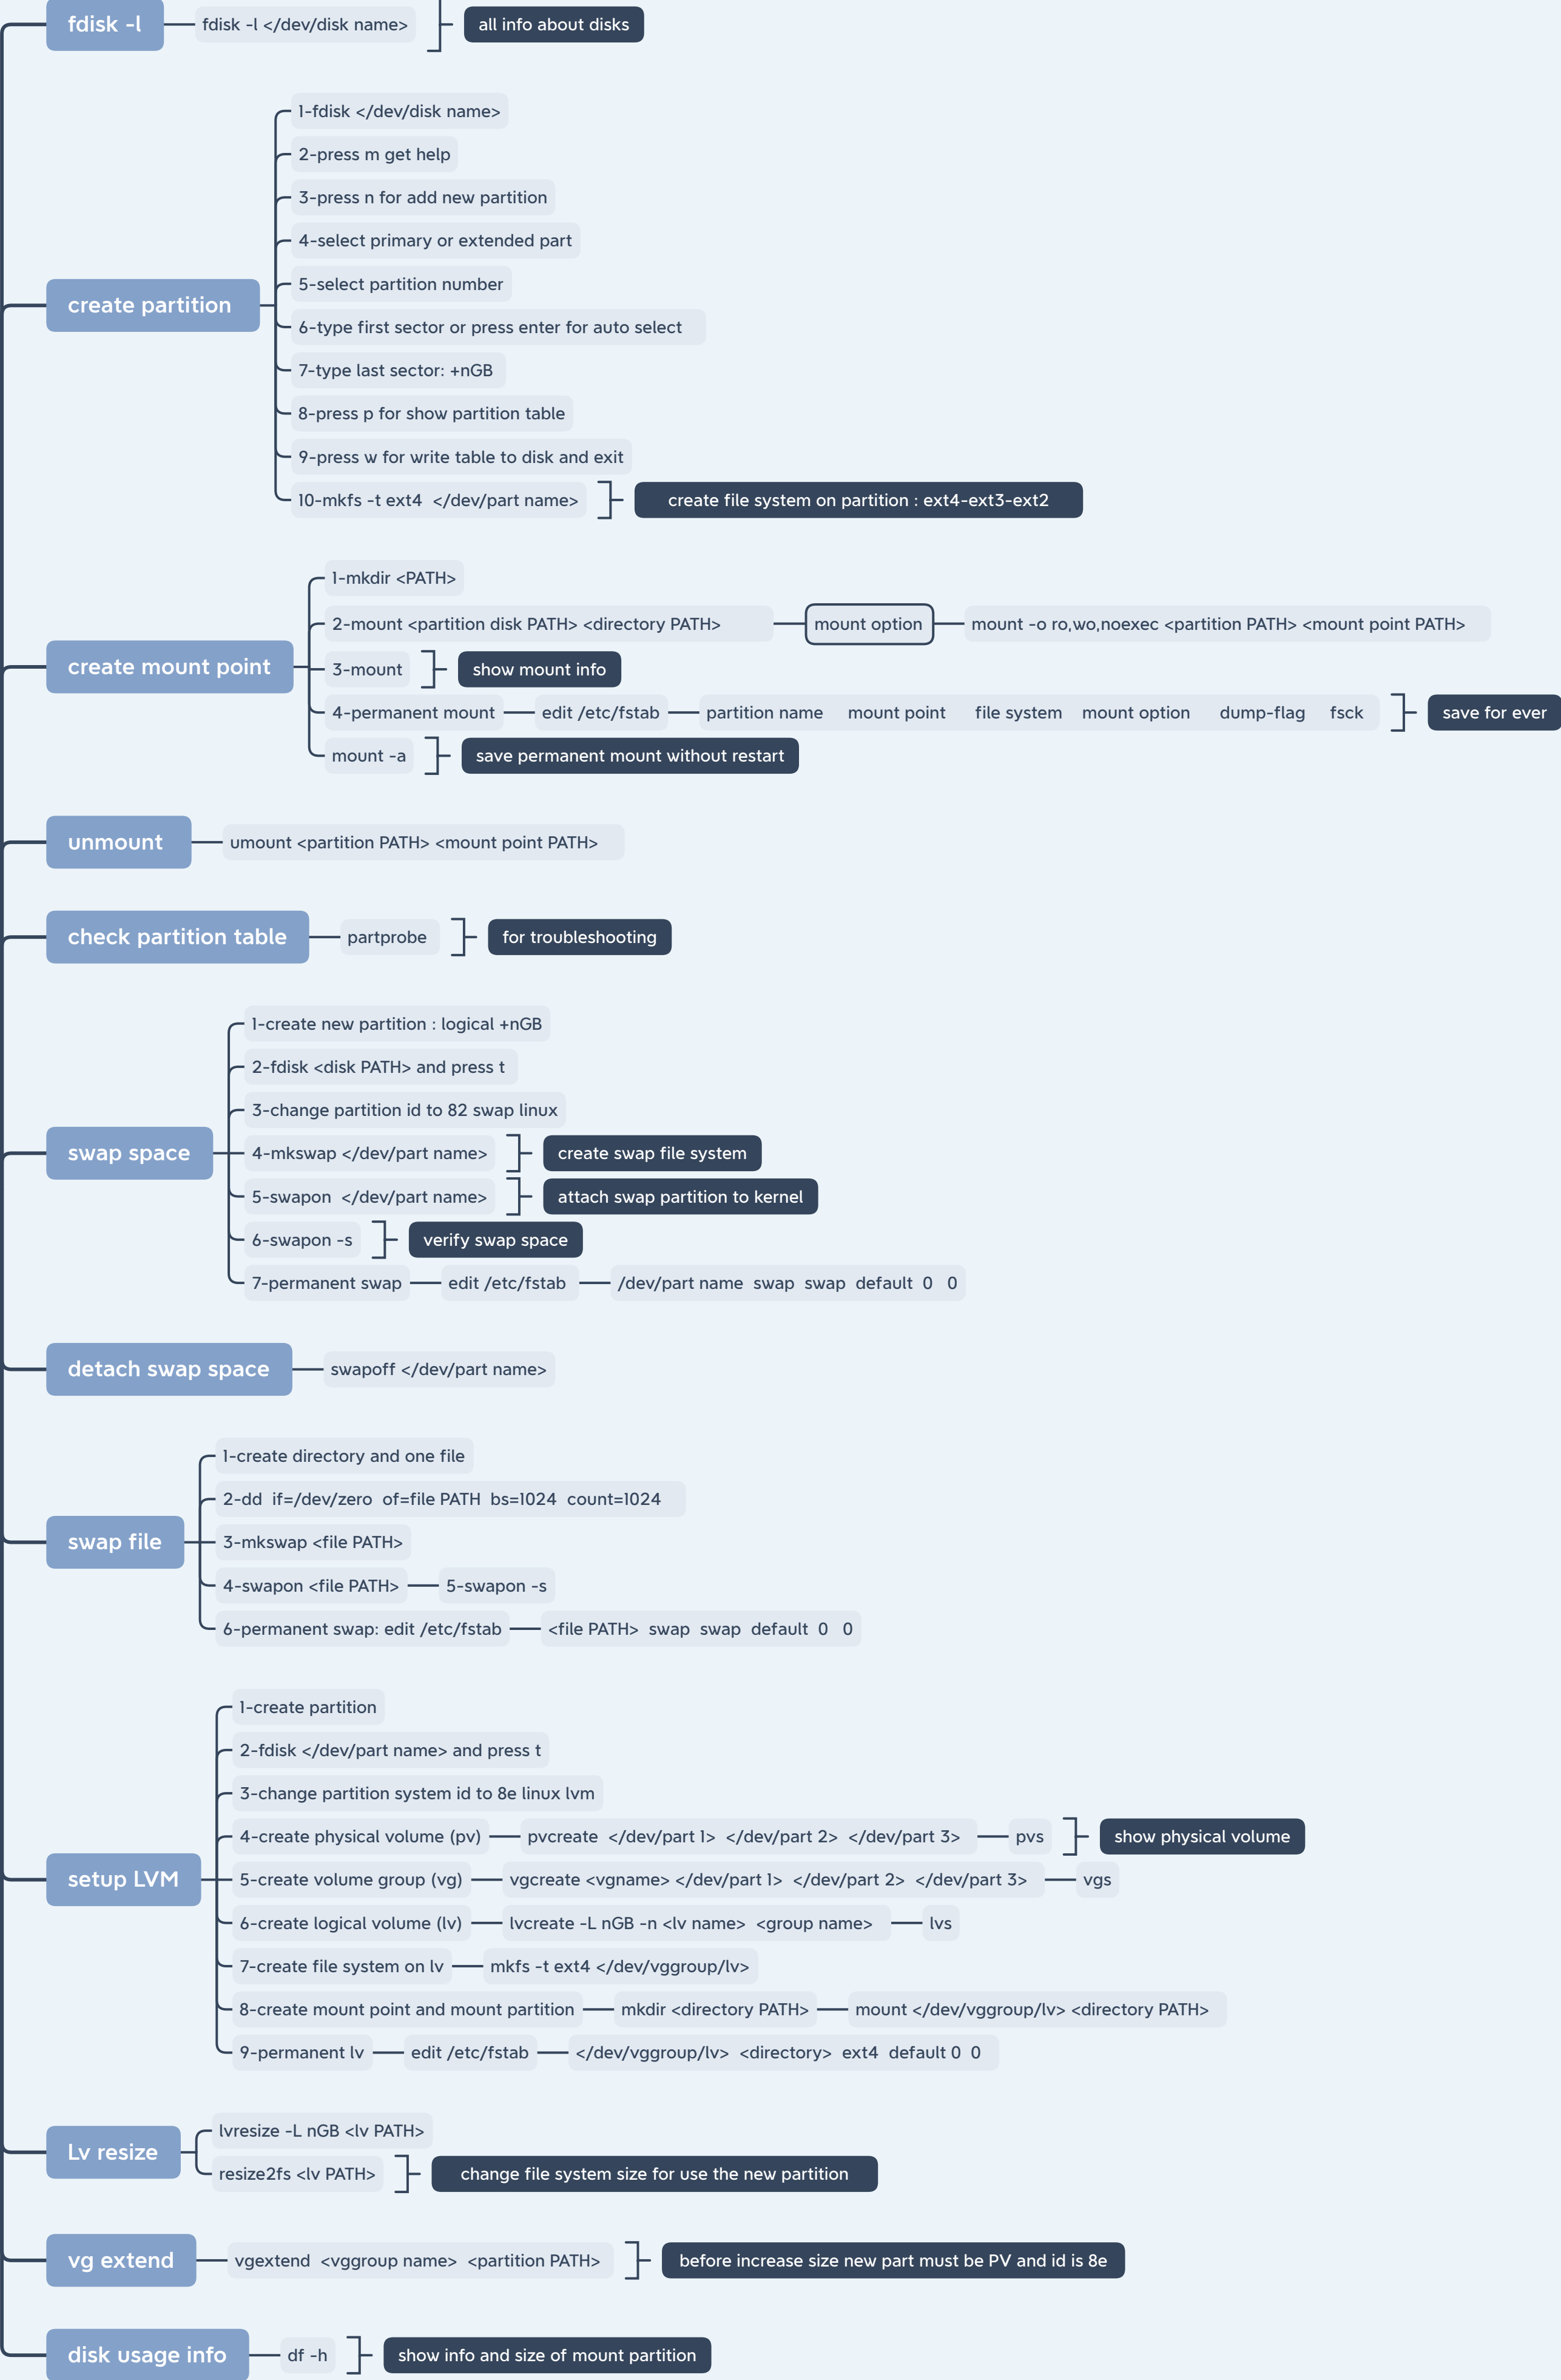 fdisk -l
fdisk -l </dev/disk name>
all info about disks
create partition
1-fdisk </dev/disk name>
2-press m get help
3-press n for add new partition
4-select primary or extended part
5-select partition number
6-type first sector or press enter for auto select
7-type last sector: +nGB
8-press p for show partition table
9-press w for write table to disk and exit
10-mkfs -t ext4  </dev/part name>
create file system on partition : ext4-ext3-ext2
create mount point
1-mkdir <PATH>
2-mount <partition disk PATH> <directory PATH>
mount option
mount -o ro,wo,noexec <partition PATH> <mount point PATH>
3-mount
show mount info
4-permanent mount
edit /etc/fstab
partition name     mount point      file system    mount option      dump-flag     fsck
save for ever
mount -a
save permanent mount without restart
unmount
umount <partition PATH> <mount point PATH>
check partition table
partprobe
for troubleshooting
swap space
1-create new partition : logical +nGB
2-fdisk <disk PATH> and press t
3-change partition id to 82 swap linux
4-mkswap </dev/part name>
create swap file system
5-swapon  </dev/part name>
attach swap partition to kernel
6-swapon -s
verify swap space
7-permanent swap
edit /etc/fstab
/dev/part name  swap  swap  default  0   0
detach swap space
swapoff </dev/part name>
swap file
1-create directory and one file
2-dd  if=/dev/zero  of=file PATH  bs=1024  count=1024
3-mkswap <file PATH>
4-swapon <file PATH>
5-swapon -s
6-permanent swap: edit /etc/fstab
<file PATH>  swap  swap  default  0   0
setup LVM
1-create partition
2-fdisk </dev/part name> and press t
3-change partition system id to 8e linux lvm
4-create physical volume (pv)
pvcreate  </dev/part 1>  </dev/part 2>  </dev/part 3>
pvs
show physical volume
5-create volume group (vg)
vgcreate <vgname> </dev/part 1>  </dev/part 2>  </dev/part 3>
vgs
6-create logical volume (lv)
lvcreate -L nGB -n <lv name>  <group name>
lvs
7-create file system on lv
mkfs -t ext4 </dev/vggroup/lv>
8-create mount point and mount partition
mkdir <directory PATH>
mount </dev/vggroup/lv> <directory PATH>
9-permanent lv
edit /etc/fstab
</dev/vggroup/lv>  <directory>  ext4  default 0  0
Lv resize
lvresize -L nGB <lv PATH>
resize2fs <lv PATH>
change file system size for use the new partition
vg extend
vgextend  <vggroup name>  <partition PATH>
before increase size new part must be PV and id is 8e
disk usage info
df -h
show info and size of mount partition